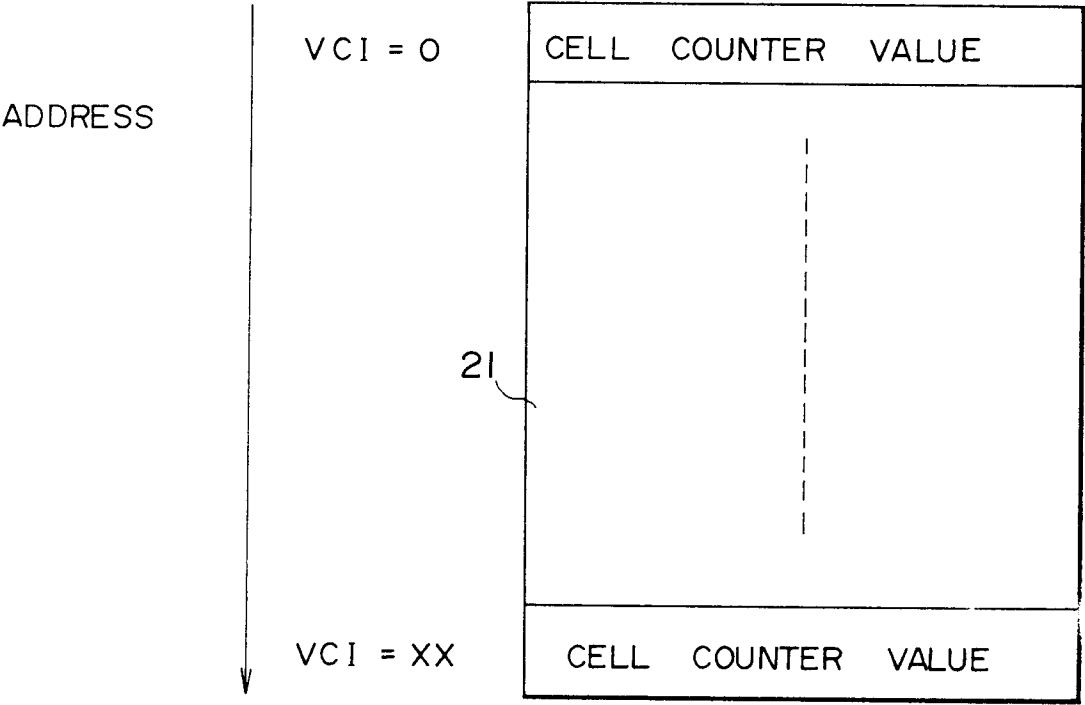 VCI = 0 CELL COUNTER VALUE
ADDRESS
21
VCI = XX CELL COUNTER VALUE